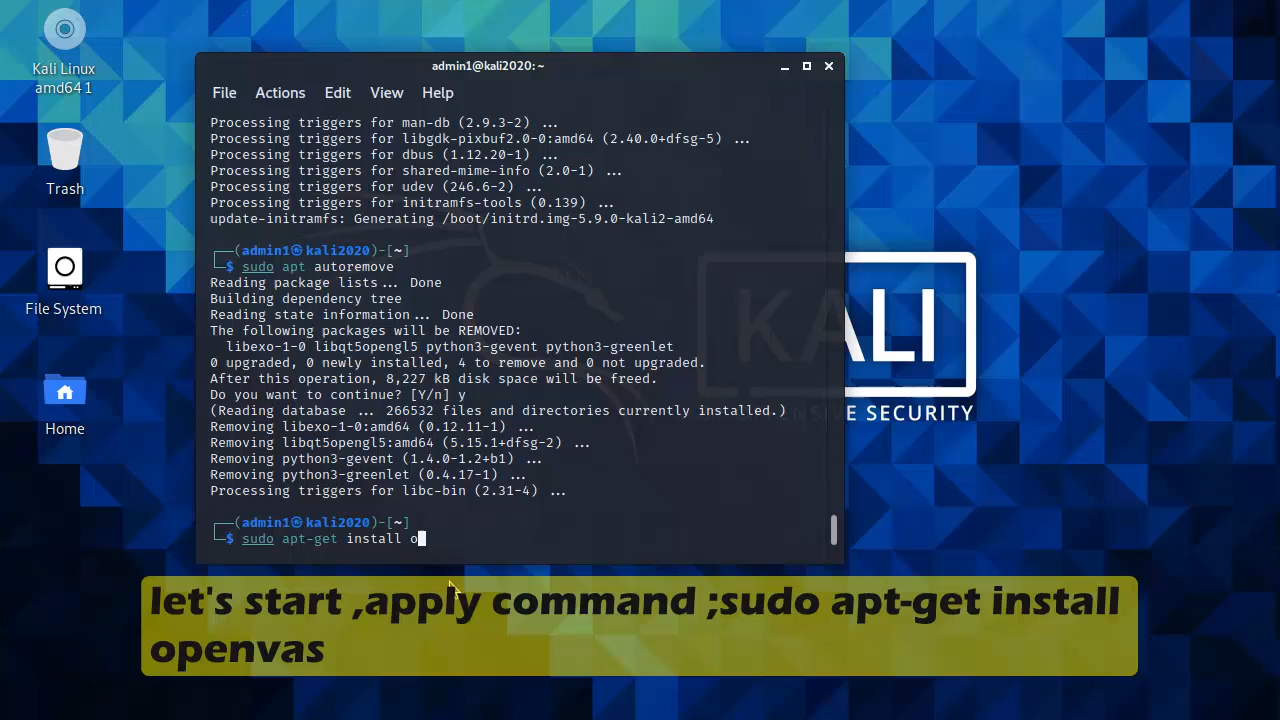 Kali Linux
amd64 1
Trash
File System
Home
admin1@kali2020: ~
File Actions Edit View Help
Processing triggers for man-db (2.9.3-2) ...
Processing triggers for libgdk-pixbuf2.0-0:amd64 (2.40.0+dfsg-5) ...
Processing triggers for dbus (1.12.20-1) ...
Processing triggers for shared-mime-info (2.0-1) ...
Processing triggers for udev (246.6-2) ...
Processing triggers for initramfs-tools (0.139) ...
update-initramfs: Generating /boot/initrd.img-5.9.0-kali2-amd64
┌──(admin1㉿kali2020)-[~]
└─$ sudo apt autoremove
Reading package lists... Done
Building dependency tree
Reading state information... Done
The following packages will be REMOVED:
libexo-1-0 libqt5opengl5 python3-gevent python3-greenlet
0 upgraded, 0 newly installed, 4 to remove and 0 not upgraded.
After this operation, 8,227 kB disk space will be freed.
Do you want to continue? [Y/n] y
(Reading database ... 266532 files and directories currently installed.)
Removing libexo-1-0:amd64 (0.12.11-1) ...
Removing libqt5opengl5:amd64 (5.15.1+dfsg-2) ...
Removing python3-gevent (1.4.0-1.2+b1) ...
Removing python3-greenlet (0.4.17-1) ...
Processing triggers for libc-bin (2.31-4) ...
┌──(admin1㉿kali2020)-[~]
└─$ sudo apt-get install o
KALI
ENSIVE SECURITY
let's start ,apply command ;sudo apt-get install
openvas